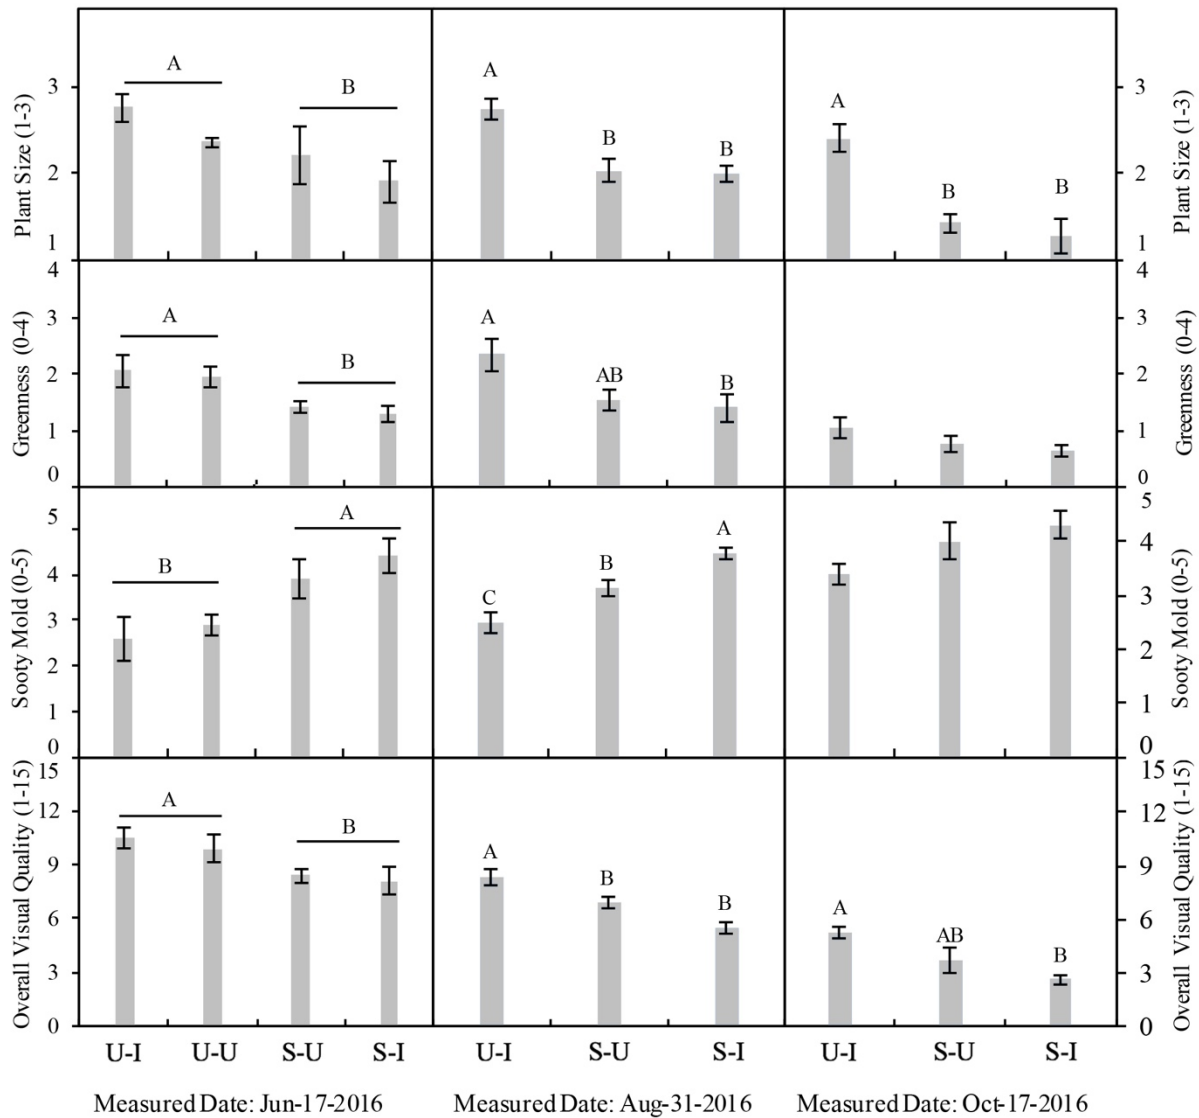 Plant Size (1-3)
3
2
1
A
B
A
B
B
A
B
B
3
2
1
Plant Size (1-3)
Greenness (0-4)
4
3
2
1
0
A
B
A
AB
B
4
3
2
1
0
Greenness (0-4)
Sooty Mold (0-5)
5
4
3
2
1
0
B
A
C
B
A
5
4
3
2
1
0
Sooty Mold (0-5)
Overall Visual Quality (1-15)
15
12
9
6
3
0
A
B
A
B
B
A
AB
B
15
12
9
6
3
0
Overall Visual Quality (1-15)
U-I U-U S-U S-I U-I S-U S-I U-I S-U S-I
Measured Date: Jun-17-2016 Measured Date: Aug-31-2016 Measured Date: Oct-17-2016